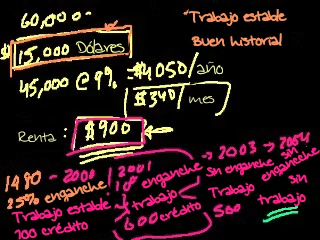 60,000-
$15,000 Dólares
45,000 @ 9% =$4050/año
$340/mes
"Trabajo estable
Buen historial
Renta: $900
1980 - 2000
25% enganche
Trabajo estable
700 crédito
2001
10% enganche
trabajo
600 crédito
→ 2003
sin enganche
Trabajo
500
→ 2004
sin
enganche
sin
trabajo